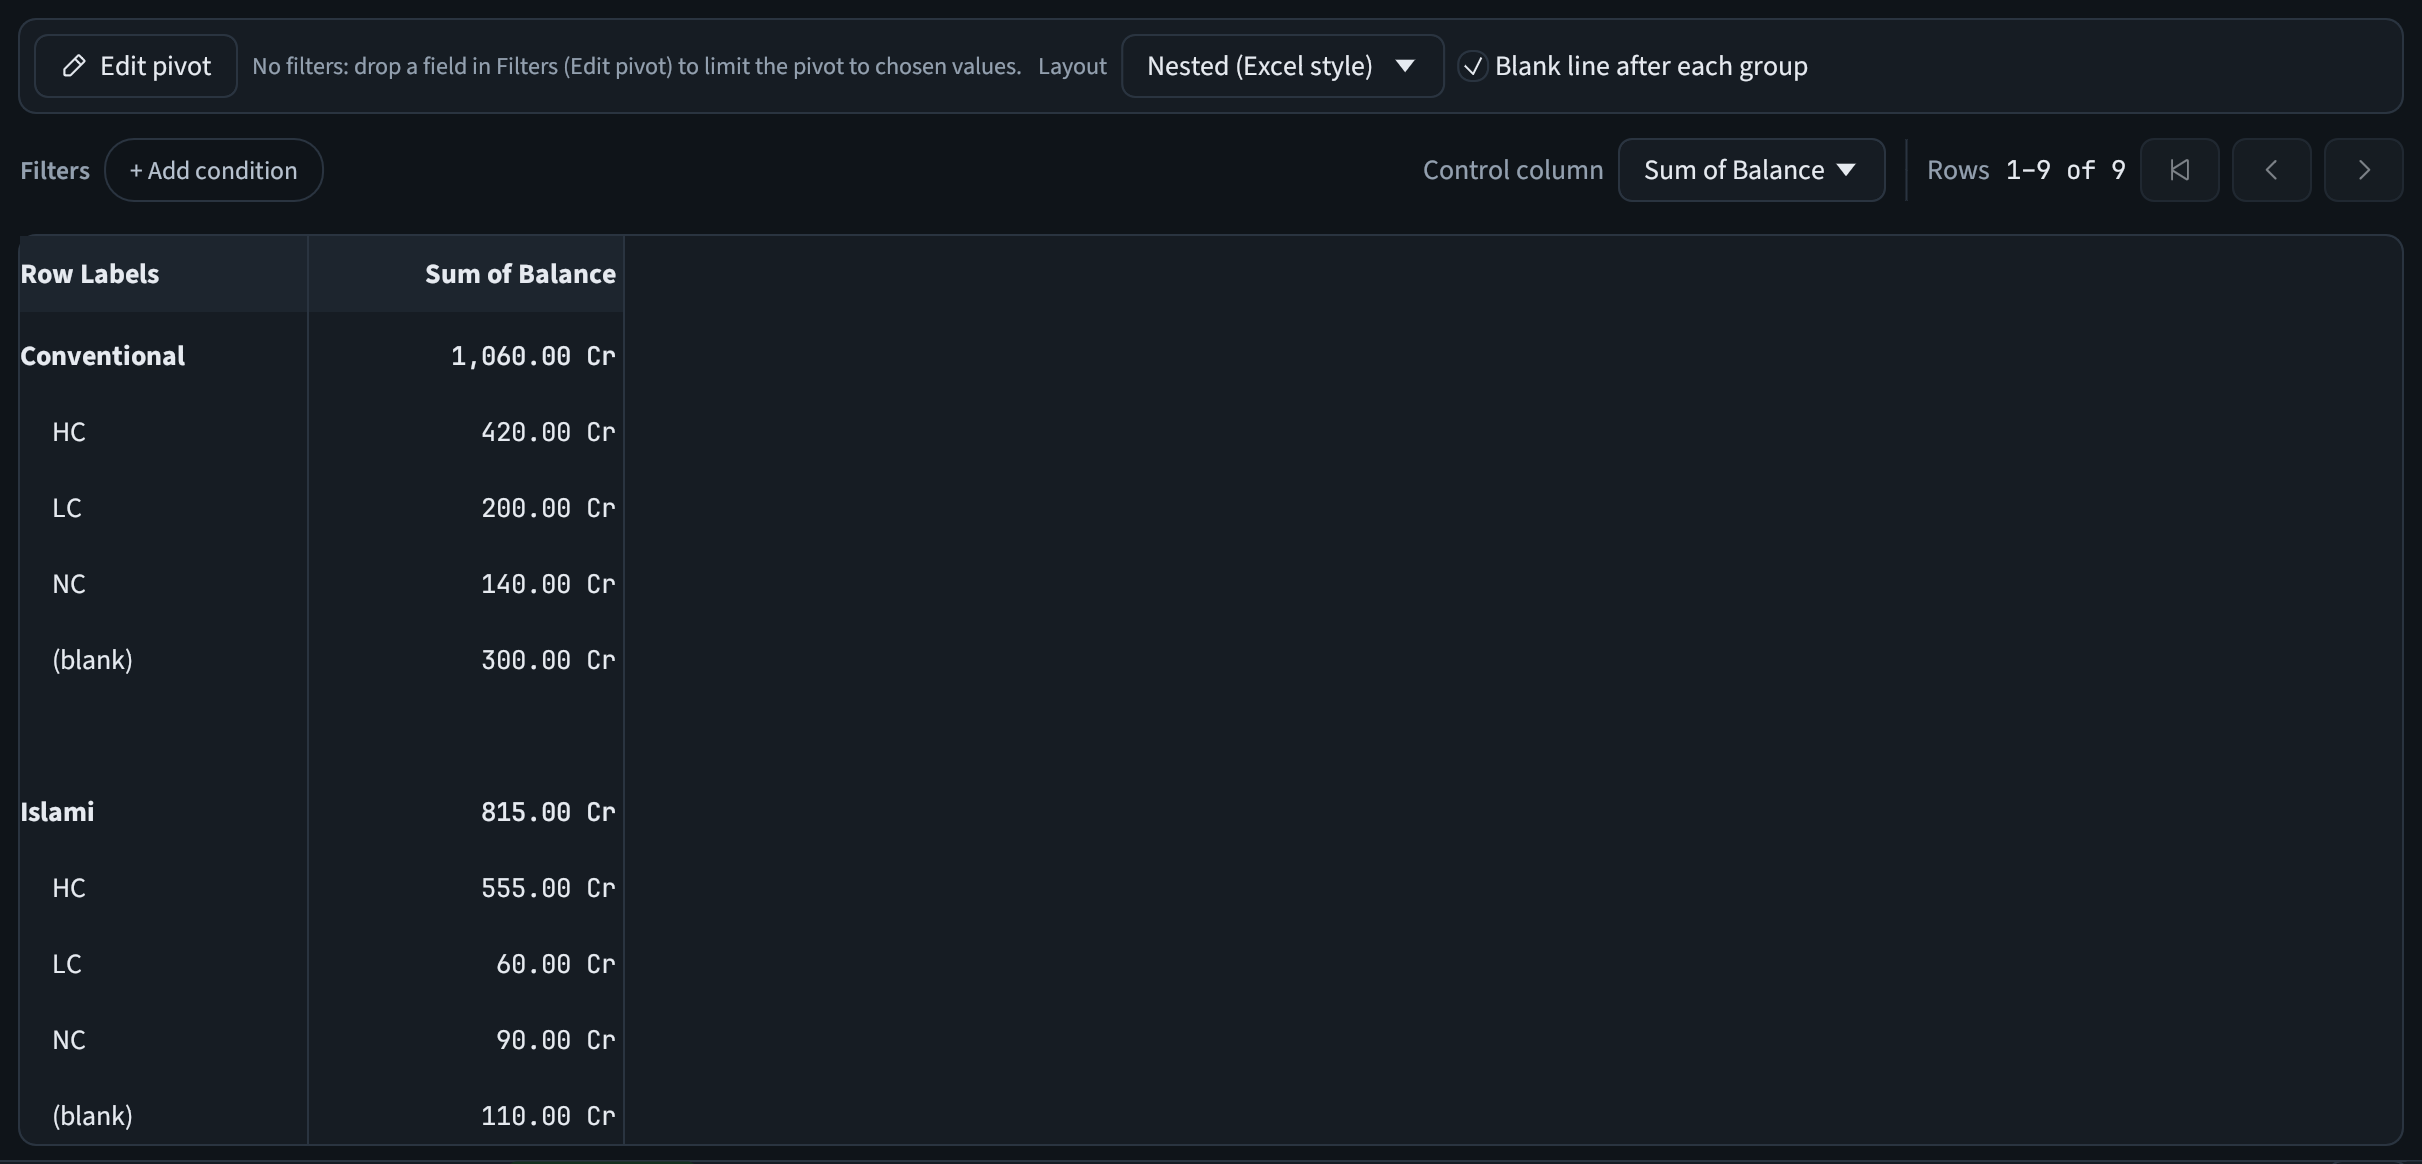 Edit pivot No filters: drop a field in Filters (Edit pivot) to limit the pivot to chosen values. Layout Nested (Excel style) Blank line after each group
Filters + Add condition Control column Sum of Balance Rows 1–9 of 9
Row Labels Sum of Balance
Conventional 1,060.00 Cr
HC 420.00 Cr
LC 200.00 Cr
NC 140.00 Cr
(blank) 300.00 Cr
Islami 815.00 Cr
HC 555.00 Cr
LC 60.00 Cr
NC 90.00 Cr
(blank) 110.00 Cr